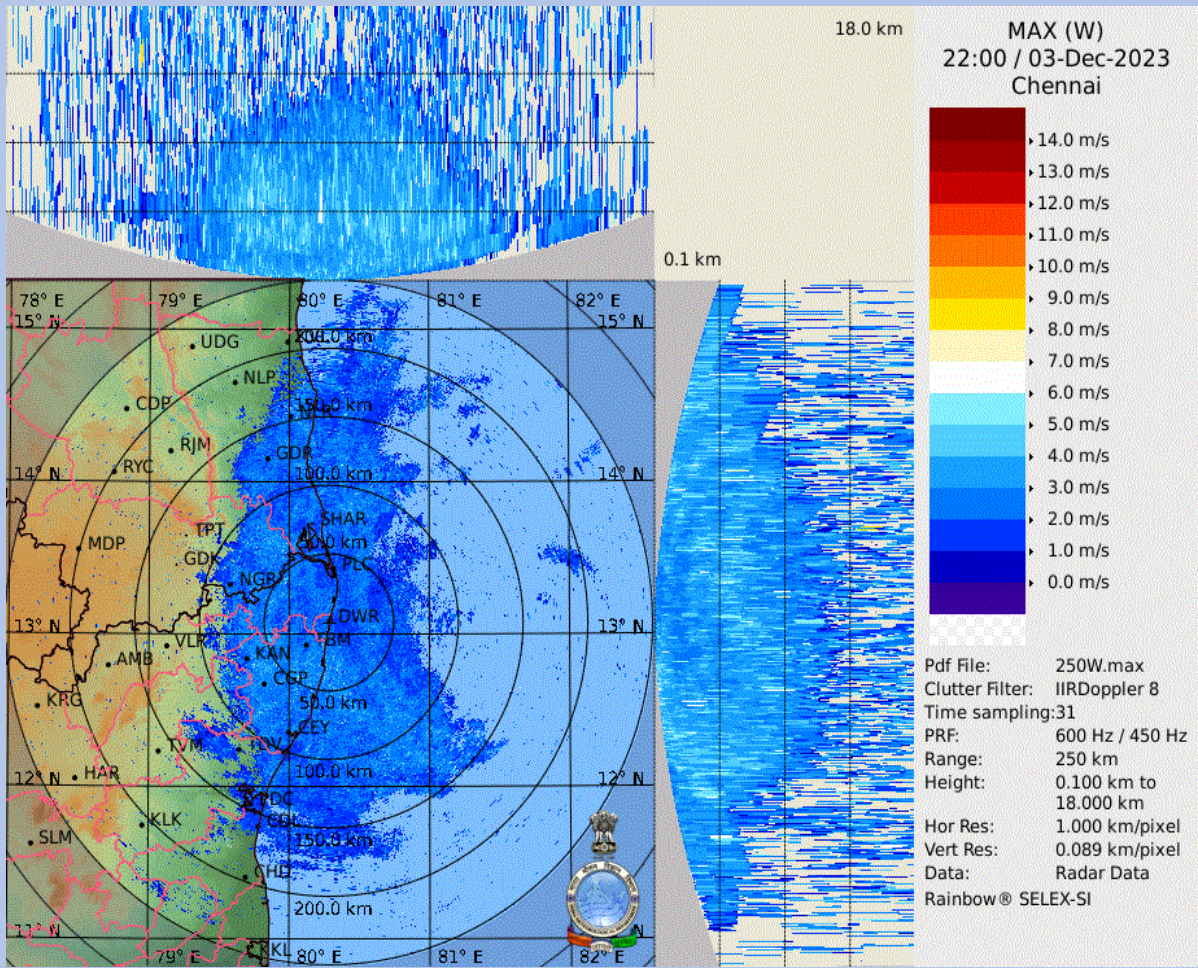 18.0 km
0.1 km
MAX (W)
22:00 / 03-Dec-2023
Chennai
14.0 m/s
13.0 m/s
12.0 m/s
11.0 m/s
10.0 m/s
9.0 m/s
8.0 m/s
7.0 m/s
6.0 m/s
5.0 m/s
4.0 m/s
3.0 m/s
2.0 m/s
1.0 m/s
0.0 m/s
Pdf File: 250W.max
Clutter Filter: IIRDoppler 8
Time sampling:31
PRF: 600 Hz / 450 Hz
Range: 250 km
Height: 0.100 km to
18.000 km
Hor Res: 1.000 km/pixel
Vert Res: 0.089 km/pixel
Data: Radar Data
Rainbow® SELEX-SI
78° E 79° E 80° E 81° E 82° E
15° N 15° N
UDG
NLP
CDP
150.0 km
RJM
GDR
RYC
100.0 km
14° N 14° N
SHAR
TPT
MDP
50.0 km
GDK
PLC
NGR
DWR
13° N 13° N
VLR
KAN
AMB
CGP
KRG
50.0 km
CEY
TVM
TDV
HAR
100.0 km
12° N 12° N
PDC
KLK
CDL
SLM
150.0 km
CHD
200.0 km
11° N
KKL
79° E 80° E 81° E 82° E